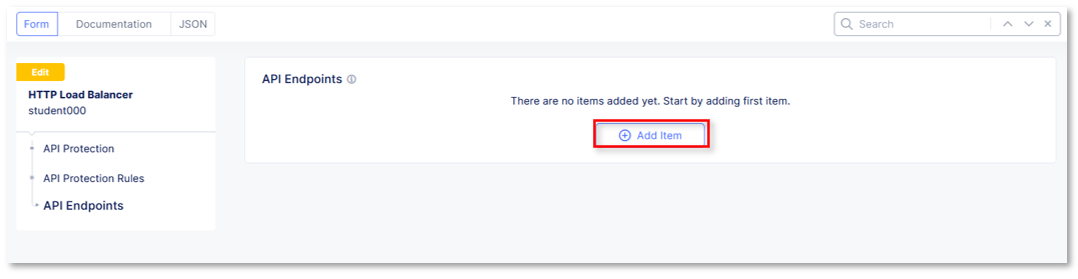 Form
Documentation
JSON
Search
Edit
HTTP Load Balancer
student000
API Protection
API Protection Rules
API Endpoints
API Endpoints
There are no items added yet. Start by adding first item.
Add Item